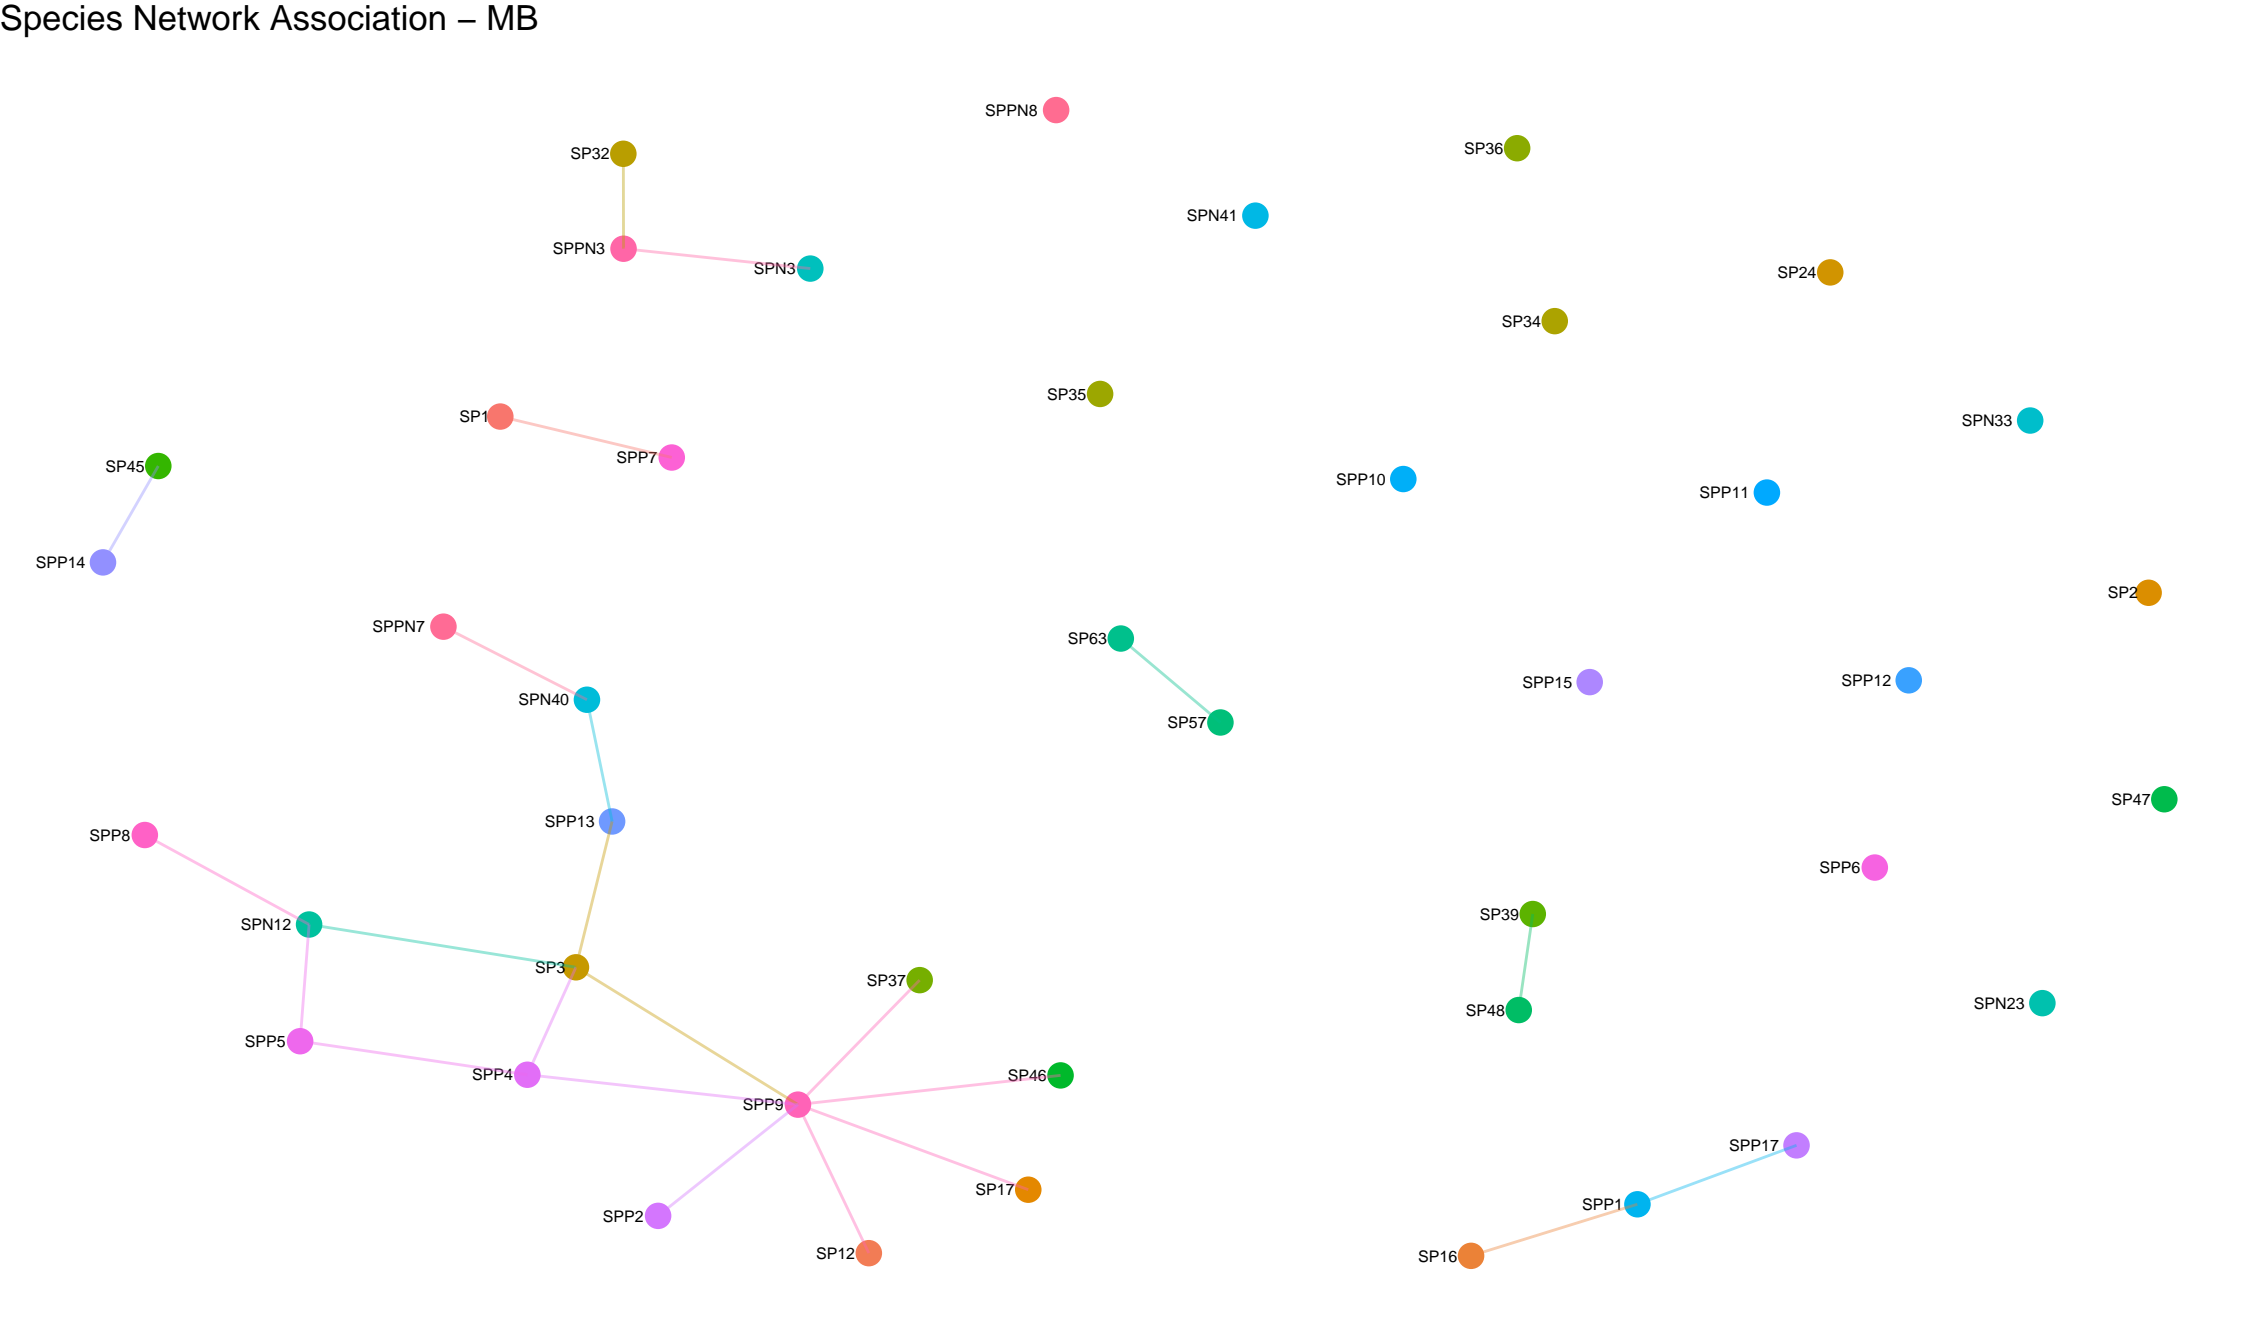 Species Network Association – MB
SPPN8
SP36
SP32
SPN41
SPPN3
SPN3
SP24
SP34
SP35
SP1
SPN33
SPP7
SP45
SPP10
SPP11
SPP14
SP2
SPPN7
SP63
SPP15
SPP12
SPN40
SP57
SP47
SPP13
SPP8
SPP6
SP39
SPN12
SP3
SP37
SPN23
SP48
SPP5
SPP4
SP46
SPP9
SPP17
SP17
SPP1
SPP2
SP12
SP16